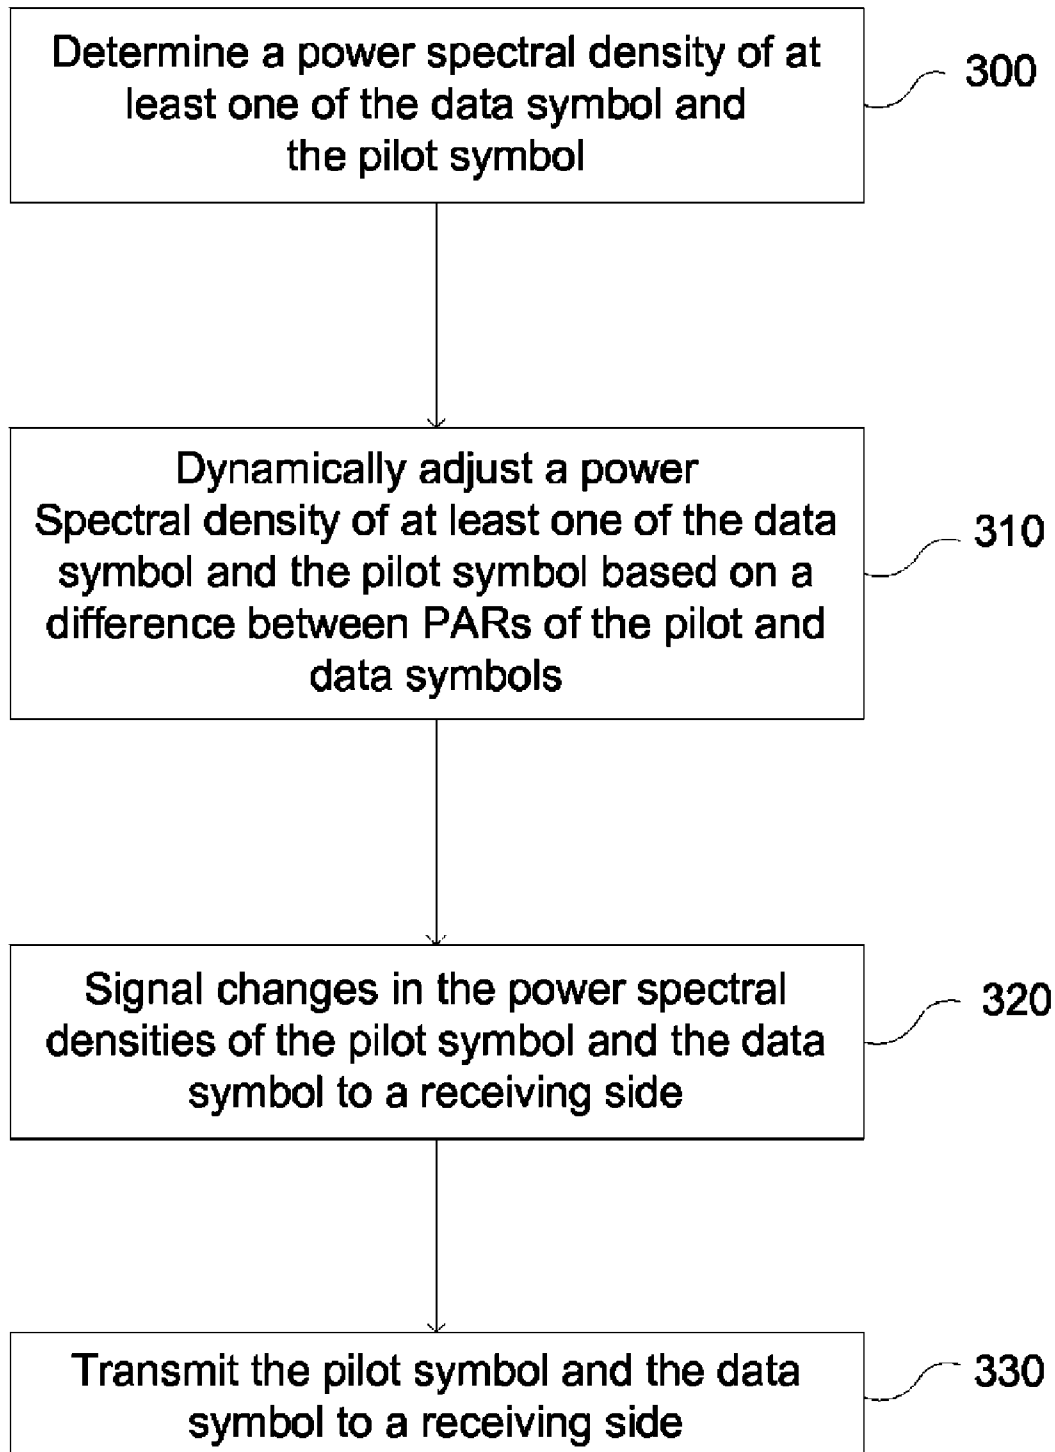 Determine a power spectral density of at
least one of the data symbol and
the pilot symbol
300
Dynamically adjust a power
Spectral density of at least one of the data
symbol and the pilot symbol based on a
difference between PARs of the pilot and
data symbols
310
Signal changes in the power spectral
densities of the pilot symbol and the data
symbol to a receiving side
320
Transmit the pilot symbol and the data
symbol to a receiving side
330